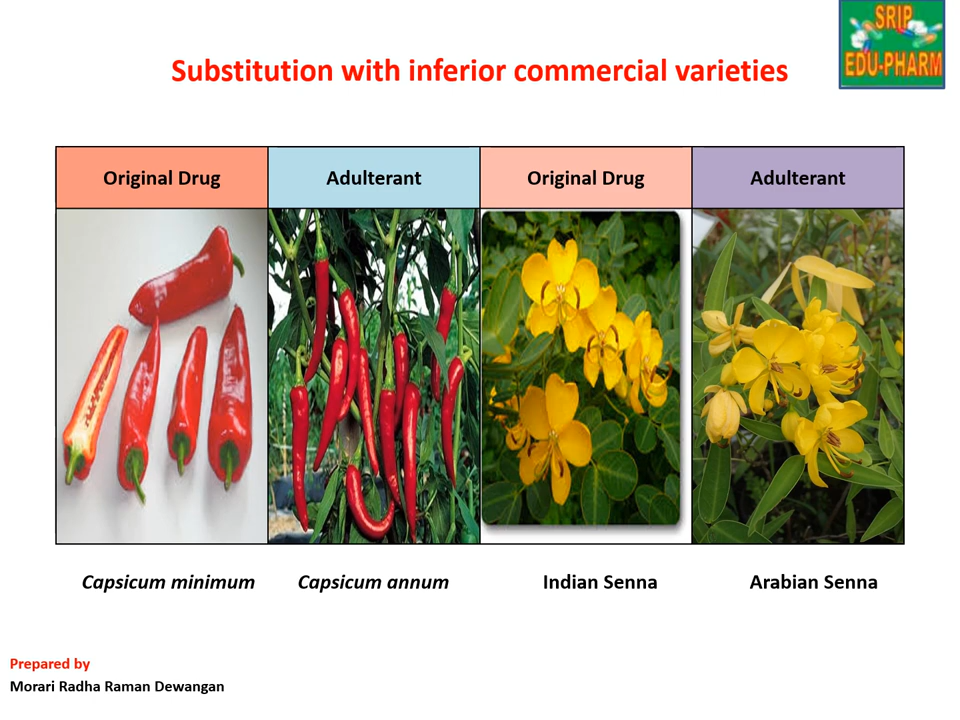 SRIP
EDU-PHARM
Substitution with inferior commercial varieties
Original Drug
Adulterant
Original Drug
Adulterant
Capsicum minimum
Capsicum annum
Indian Senna
Arabian Senna
Prepared by
Morari Radha Raman Dewangan